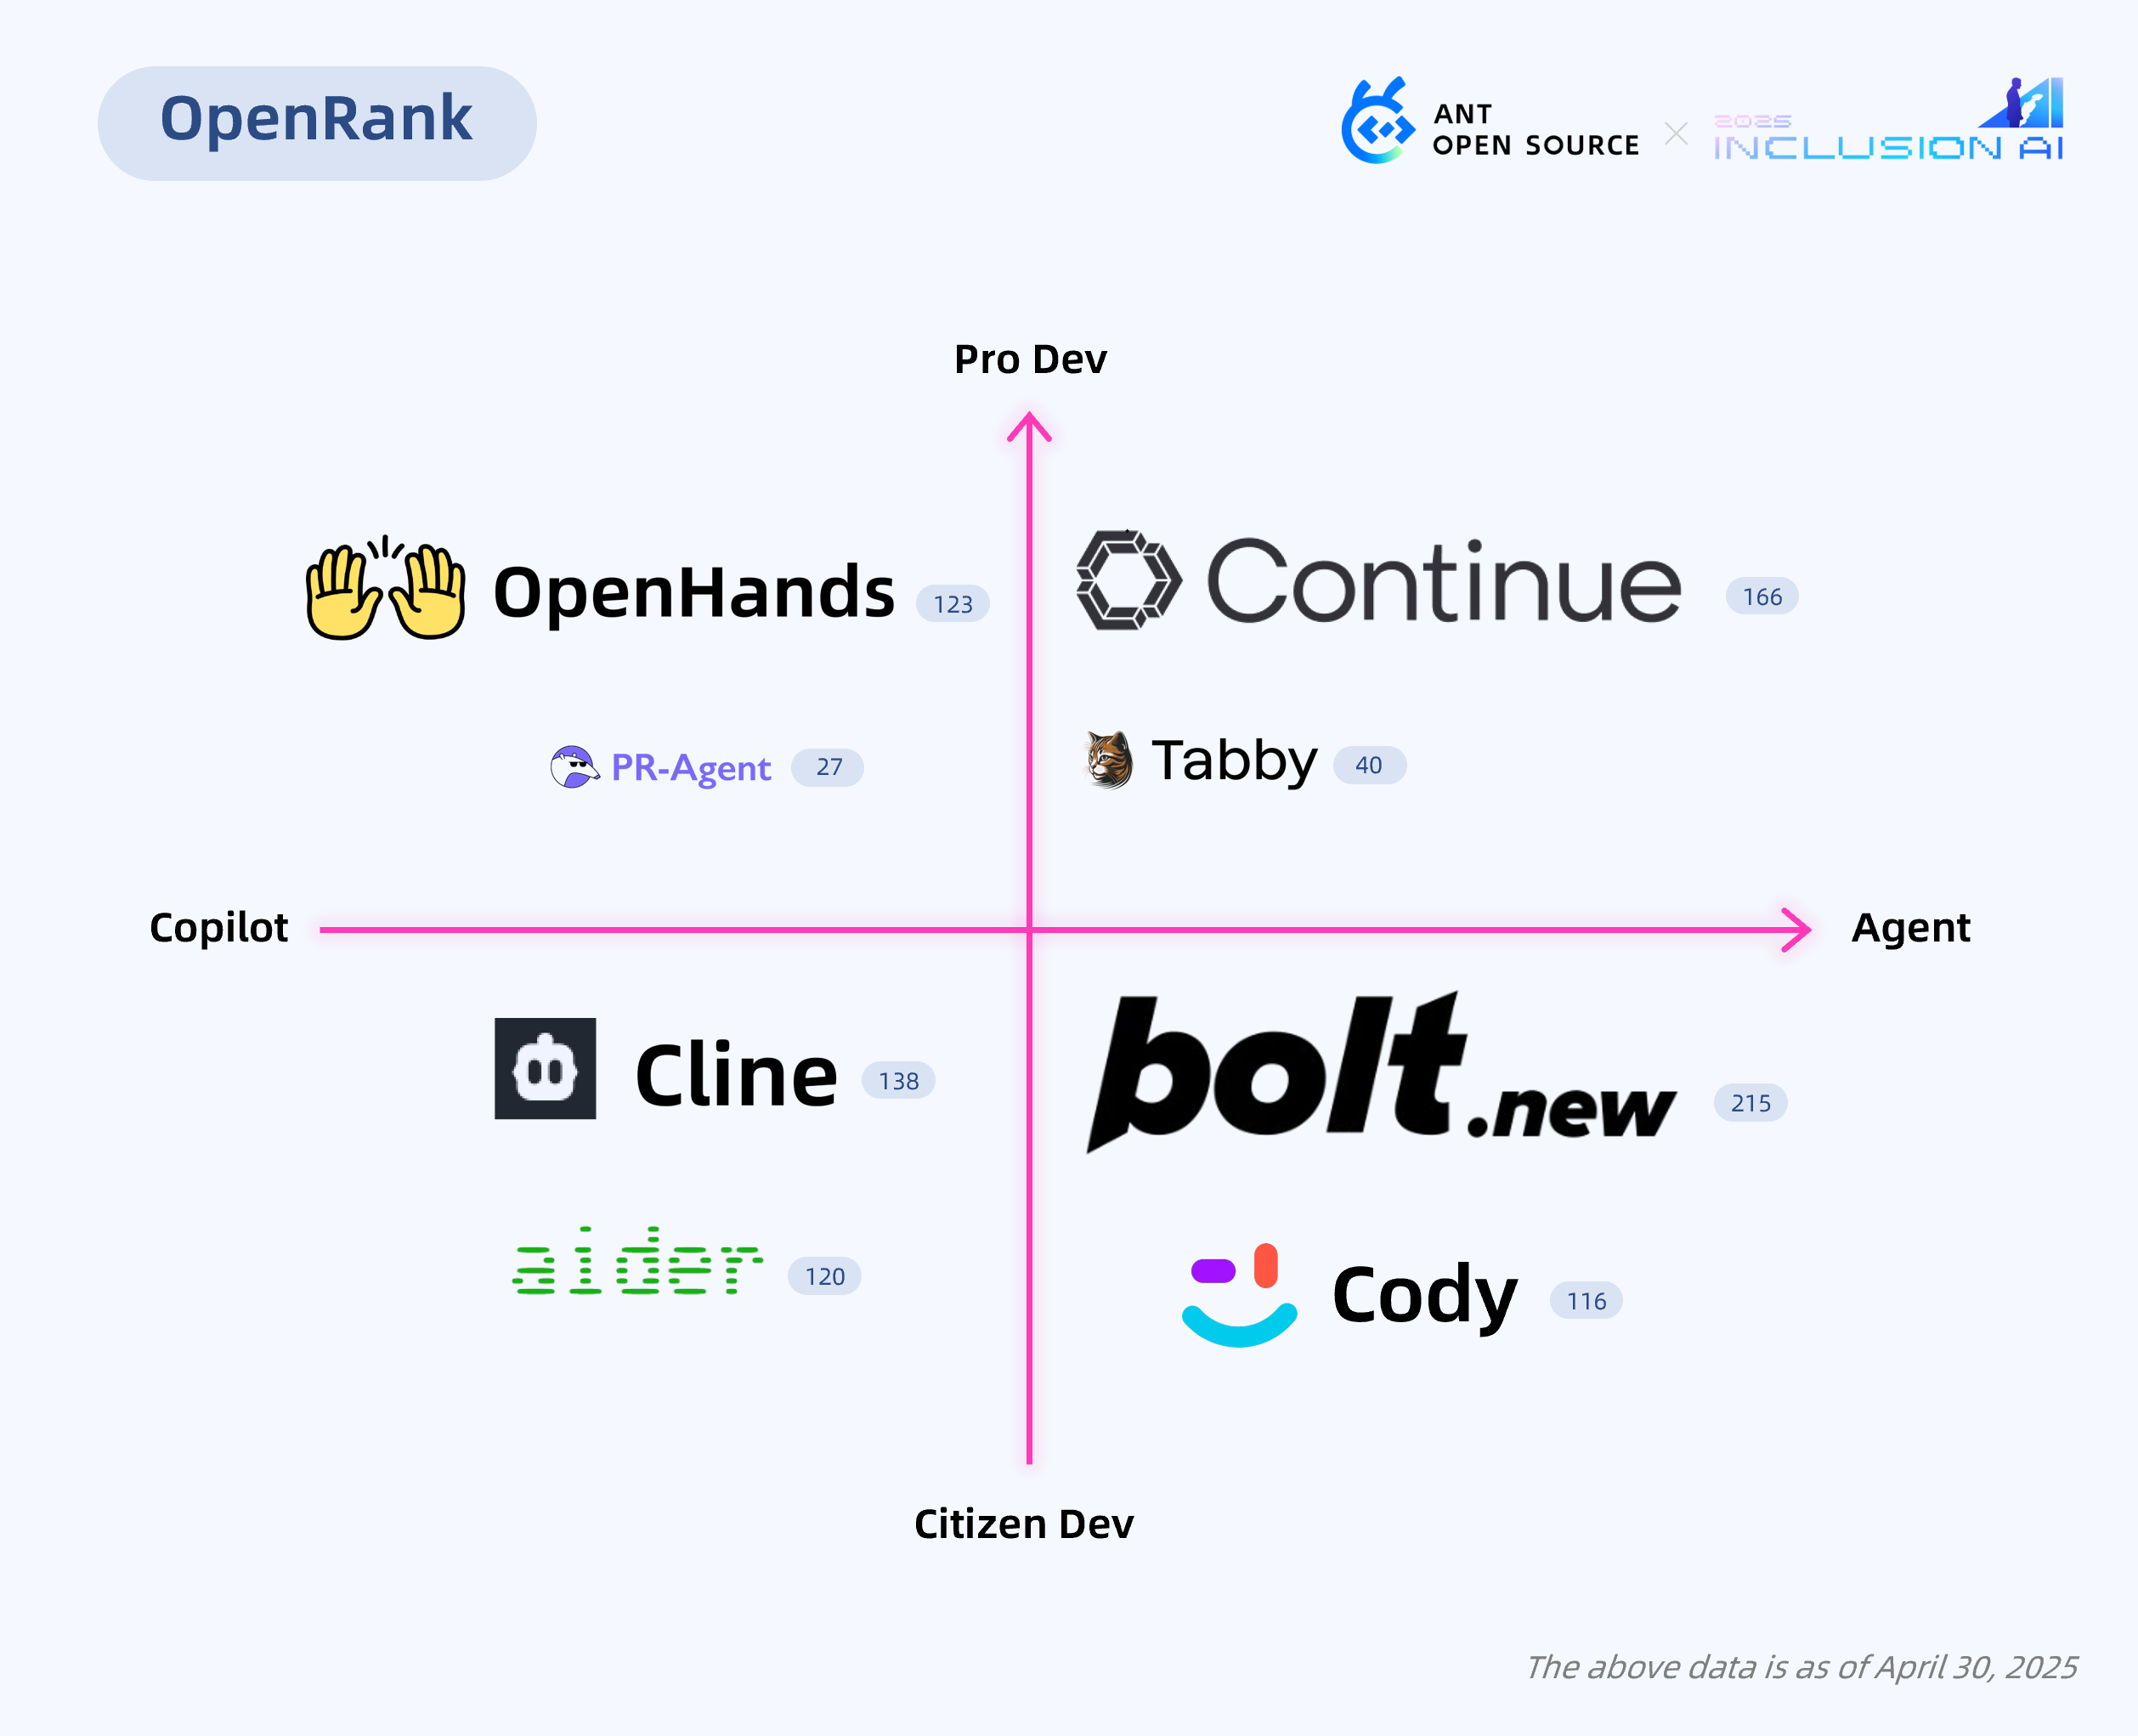 OpenRank
ANT
OPEN SOURCE
2025
INCLUSION AI
Pro Dev
OpenHands 123
Continue 166
PR-Agent 27
Tabby 40
Copilot
Agent
Cline 138
bolt.new 215
aider 120
Cody 116
Citizen Dev
The above data is as of April 30, 2025